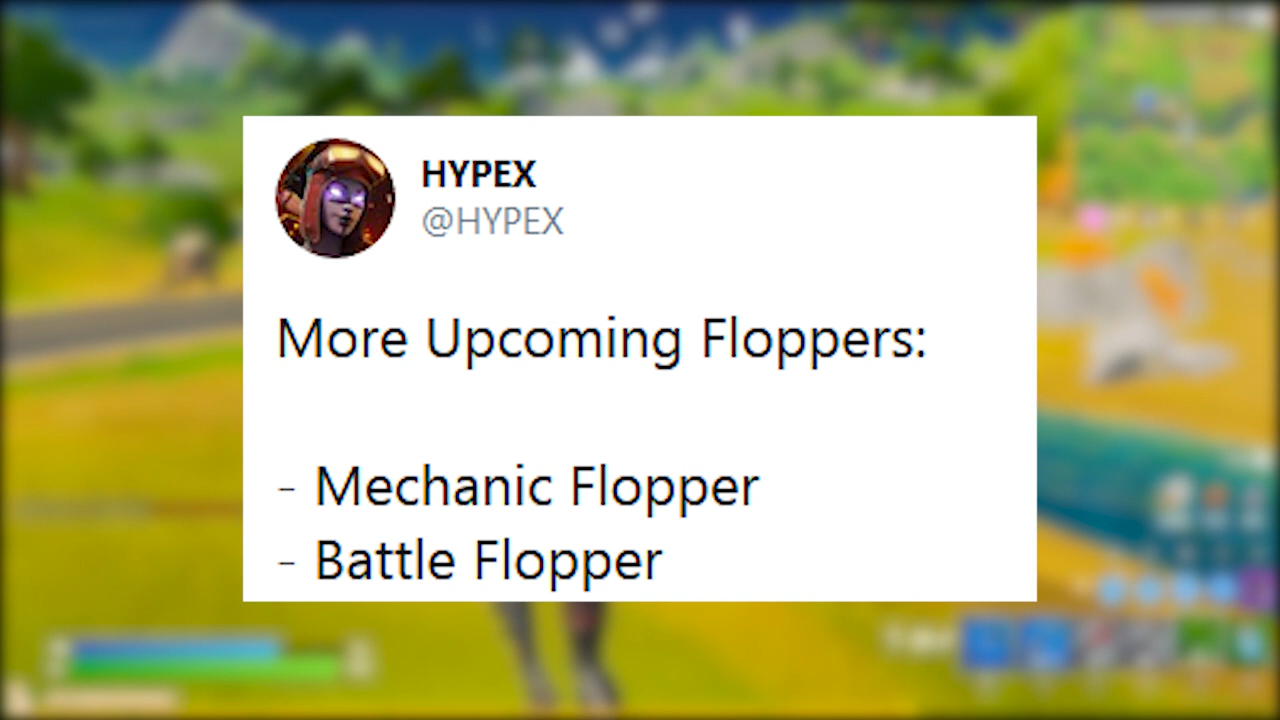 HYPEX
@HYPEX
More Upcoming Floppers:
- Mechanic Flopper
- Battle Flopper